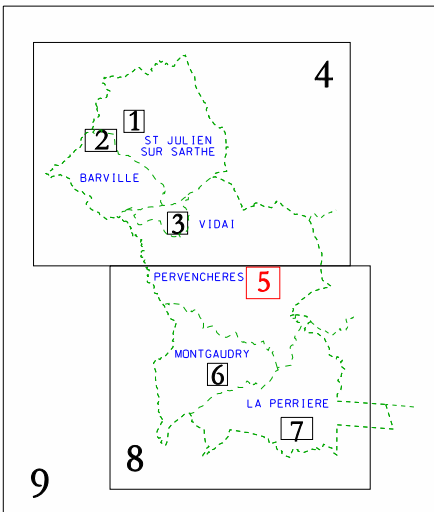 4
1
ST JULIEN
SUR SARTHE
2
BARVILLE
3
VIDAI
PERVENCHERES
5
MONTGAUDRY
6
LA PERRIERE
7
8
9